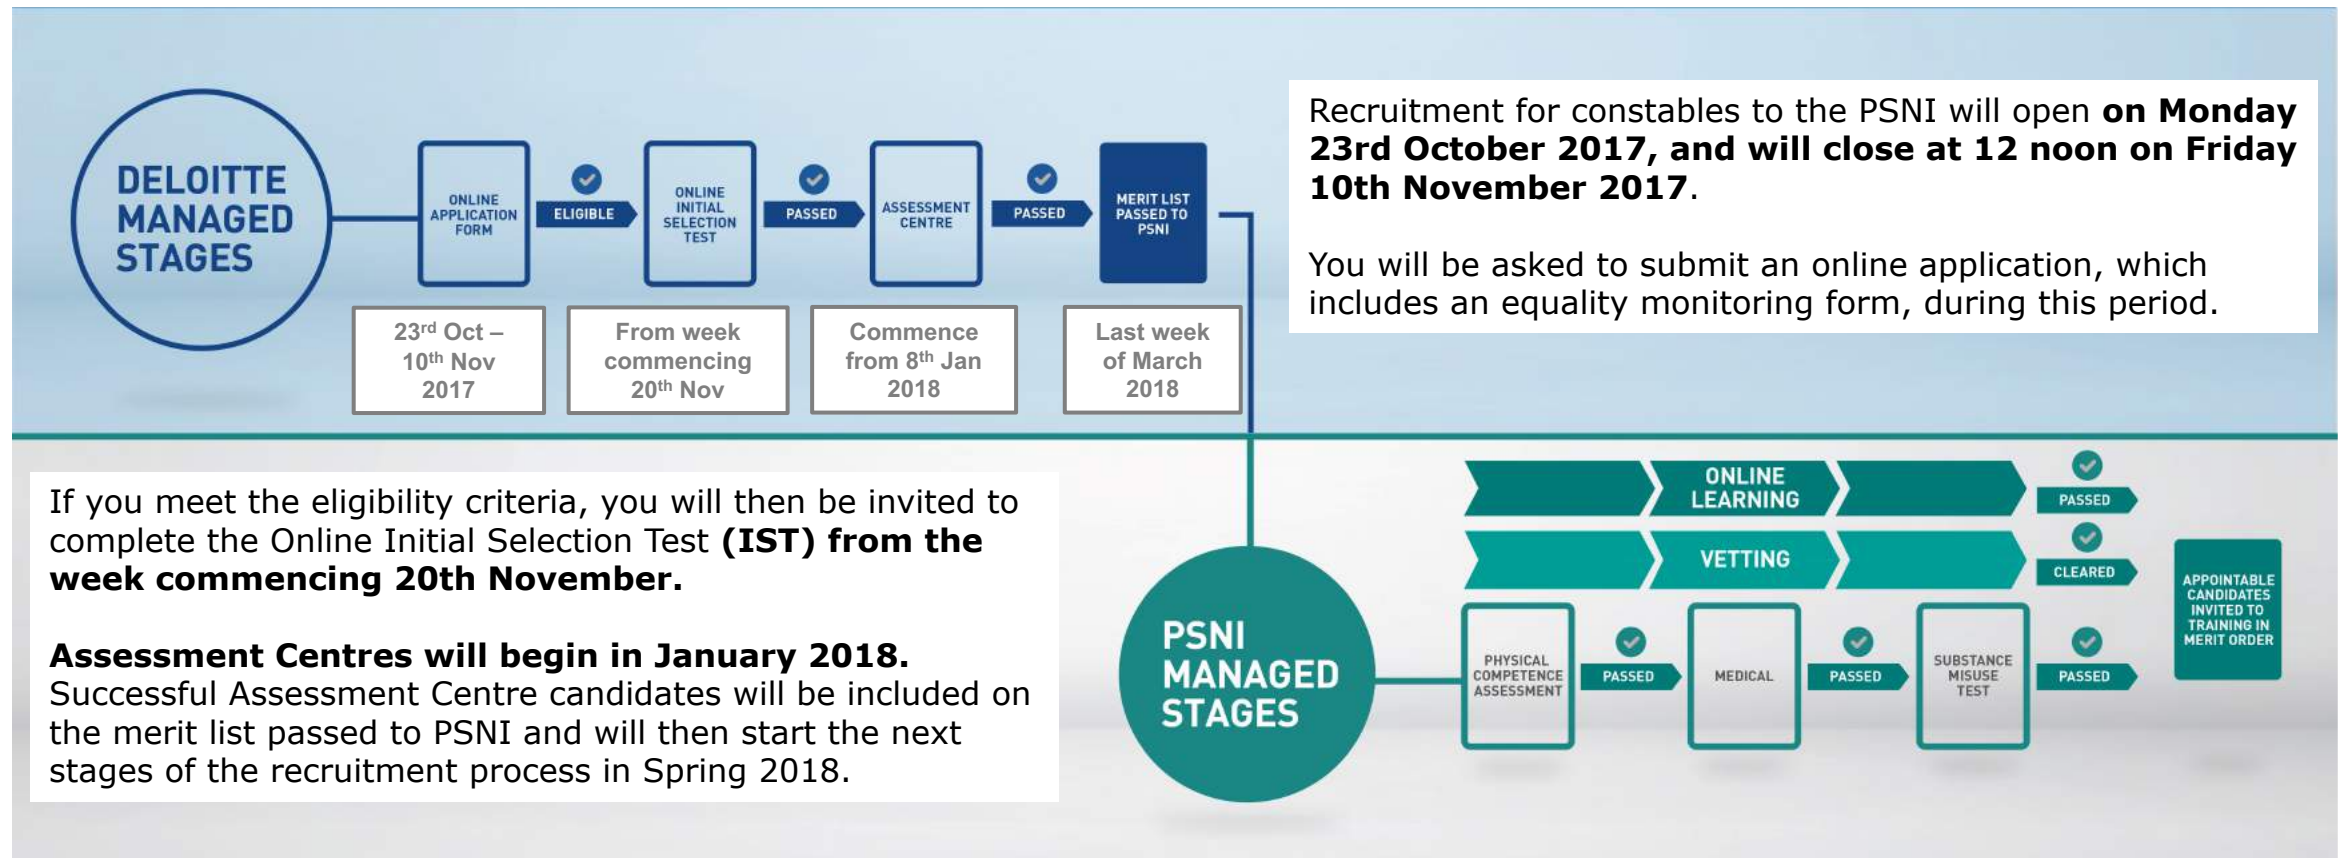 DELOITTE
MANAGED
STAGES
ONLINE
APPLICATION
FORM
ELIGIBLE
ONLINE
INITIAL
SELECTION
TEST
PASSED
ASSESSMENT
CENTRE
PASSED
MERIT LIST
PASSED TO
PSNI
23rd Oct –
10th Nov
2017
From week
commencing
20th Nov
Commence
from 8th Jan
2018
Last week
of March
2018
Recruitment for constables to the PSNI will open on Monday
23rd October 2017, and will close at 12 noon on Friday
10th November 2017.
You will be asked to submit an online application, which
includes an equality monitoring form, during this period.
If you meet the eligibility criteria, you will then be invited to
complete the Online Initial Selection Test (IST) from the
week commencing 20th November.
Assessment Centres will begin in January 2018.
Successful Assessment Centre candidates will be included on
the merit list passed to PSNI and will then start the next
stages of the recruitment process in Spring 2018.
PSNI
MANAGED
STAGES
ONLINE
LEARNING
PASSED
VETTING
CLEARED
PHYSICAL
COMPETENCE
ASSESSMENT
PASSED
MEDICAL
PASSED
SUBSTANCE
MISUSE
TEST
PASSED
APPOINTABLE
CANDIDATES
INVITED TO
TRAINING IN
MERIT ORDER